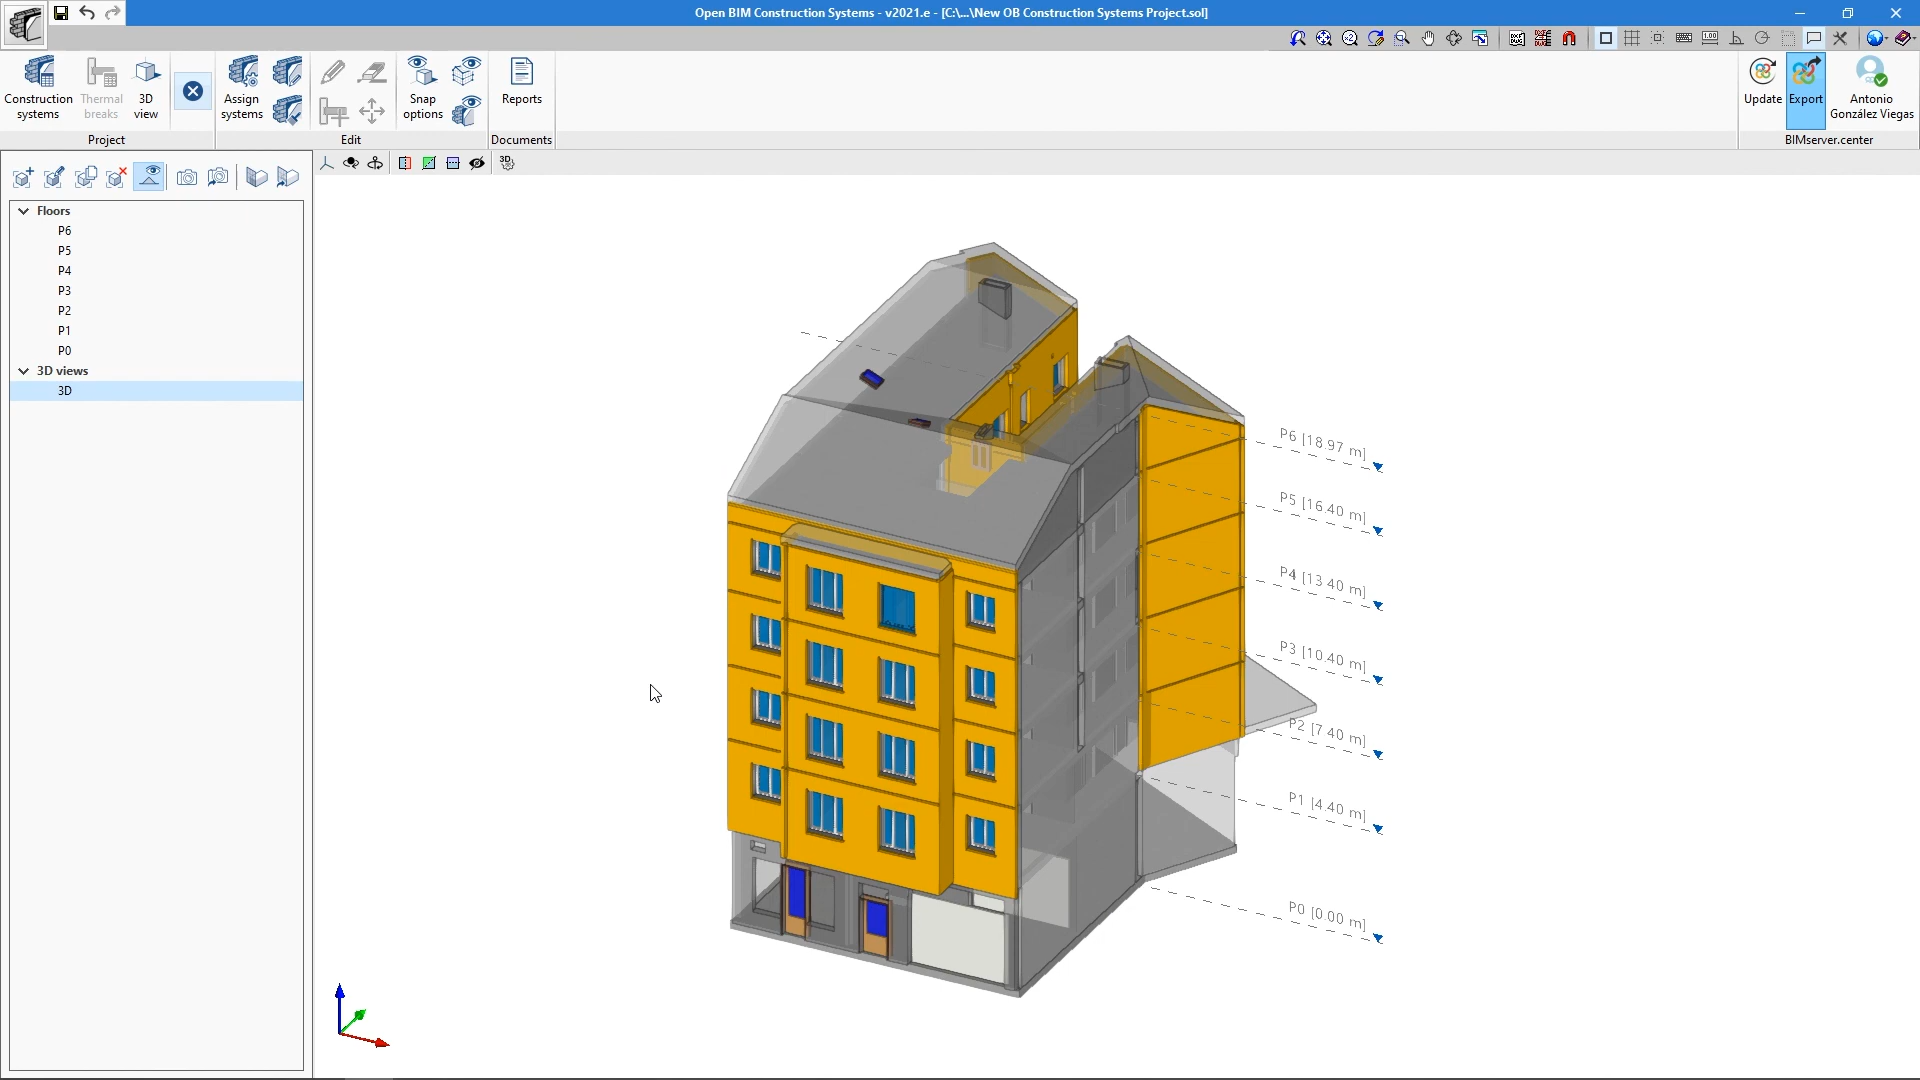 Open BIM Construction Systems - v2021.e - [C:\...\New OB Construction Systems Project.sol]
Construction
systems
Thermal
breaks
3D
view
Assign
systems
Snap
options
Reports
Update
Export
Antonio
González Viegas
Project
Edit
Documents
BIMserver.center
3D
Floors
P6
P5
P4
P3
P2
P1
P0
3D views
3D
P6 [18.97 m]
P5 [16.40 m]
P4 [13.40 m]
P3 [10.40 m]
P2 [7.40 m]
P1 [4.40 m]
P0 [0.00 m]